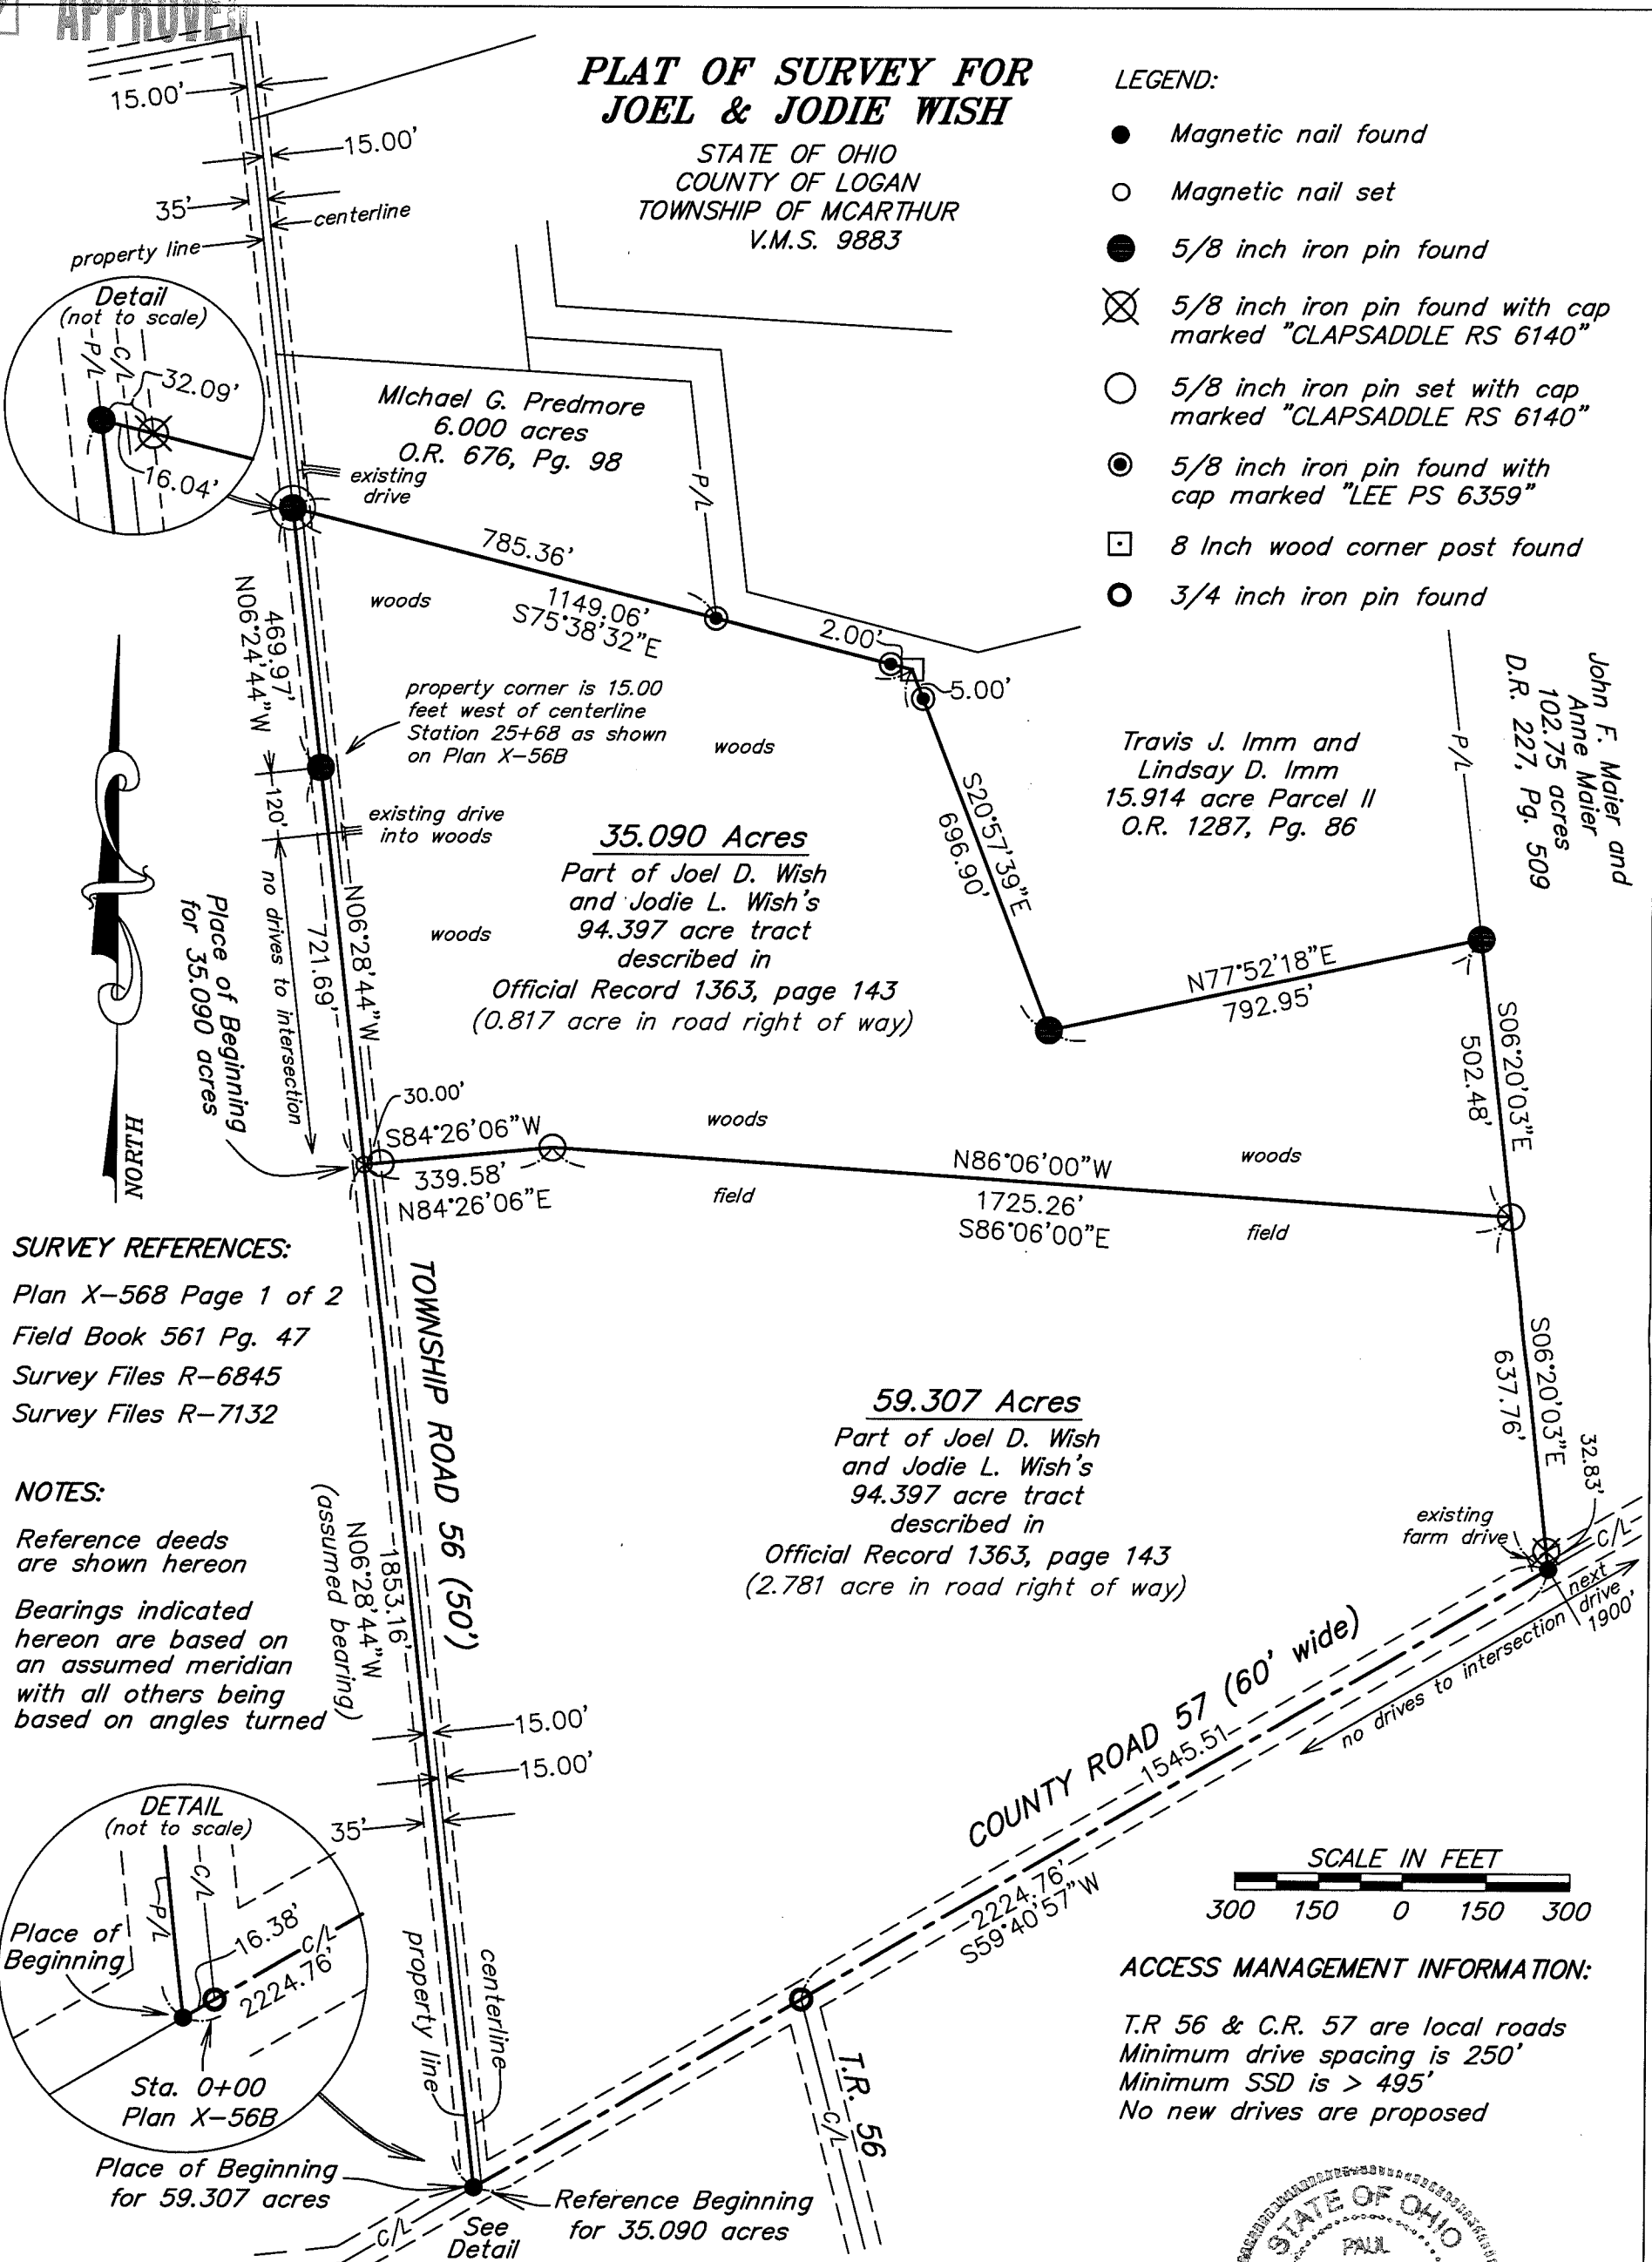 APPROVED
PLAT OF SURVEY FOR
JOEL & JODIE WISH
STATE OF OHIO
COUNTY OF LOGAN
TOWNSHIP OF MCARTHUR
V.M.S. 9883
LEGEND:
Magnetic nail found
Magnetic nail set
5/8 inch iron pin found
5/8 inch iron pin found with cap
marked "CLAPSADDLE RS 6140"
5/8 inch iron pin set with cap
marked "CLAPSADDLE RS 6140"
5/8 inch iron pin found with
cap marked "LEE PS 6359"
8 Inch wood corner post found
3/4 inch iron pin found
15.00'
15.00'
35'
centerline
property line
Detail
(not to scale)
P/L
C/L
32.09'
16.04'
MIchael G. Predmore
6.000 acres
O.R. 676, Pg. 98
existing
drive
P/L
785.36'
1149.06'
S75°38'32"E
woods
2.00'
5.00'
469.97'
N06°24'44"W
property corner is 15.00
feet west of centerline
Station 25+68 as shown
on Plan X-56B
woods
Travis J. Imm and
Lindsay D. Imm
15.914 acre Parcel II
O.R. 1287, Pg. 86
P/L
John F. Maier and
Anne Maier
102.75 acres
D.R. 227, Pg. 509
120'
existing drive
into woods
no drives to intersection
N06°28'44"W
721.69'
Place of Beginning
for 35.090 acres
NORTH
35.090 Acres
Part of Joel D. Wish
and Jodie L. Wish's
94.397 acre tract
described in
Official Record 1363, page 143
(0.817 acre in road right of way)
woods
S20°57'39"E
696.90'
N77°52'18"E
792.95'
S06°20'03"E
502.48'
30.00'
S84°26'06"W
339.58'
N84°26'06"E
woods
field
N86°06'00"W
1725.26'
S86°06'00"E
woods
field
SURVEY REFERENCES:
Plan X-568 Page 1 of 2
Field Book 561 Pg. 47
Survey Files R-6845
Survey Files R-7132
NOTES:
Reference deeds
are shown hereon
Bearings indicated
hereon are based on
an assumed meridian
with all others being
based on angles turned
TOWNSHIP ROAD 56 (50')
1853.16'
N06°28'44"W
(assumed bearing)
59.307 Acres
Part of Joel D. Wish
and Jodie L. Wish's
94.397 acre tract
described in
Official Record 1363, page 143
(2.781 acre in road right of way)
S06°20'03"E
637.76'
32.83'
existing
farm drive
C/L
next
drive
1900'
no drives to intersection
COUNTY ROAD 57 (60' wide)
1545.51
2224.76'
S59°40'57"W
15.00'
15.00'
35'
property line
centerline
DETAIL
(not to scale)
P/L
C/L
Place of
Beginning
16.38'
C/L
2224.76'
Sta. 0+00
Plan X-56B
Place of Beginning
for 59.307 acres
Reference Beginning
for 35.090 acres
C/L
See
Detail
T.R. 56
C/L
SCALE IN FEET
300 150 0 150 300
ACCESS MANAGEMENT INFORMATION:
T.R 56 & C.R. 57 are local roads
Minimum drive spacing is 250'
Minimum SSD is > 495'
No new drives are proposed
STATE OF OHIO
PAUL